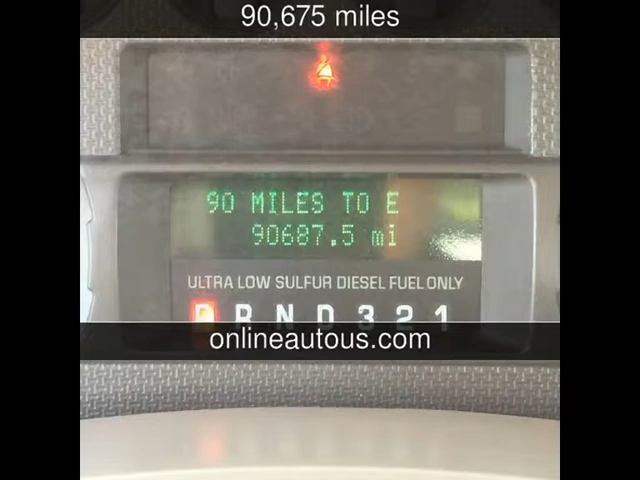 90,675 miles
90 MILES TO E
90687.5 mi
ULTRA LOW SULFUR DIESEL FUEL ONLY
P R N D 3 2 1
onlineautous.com